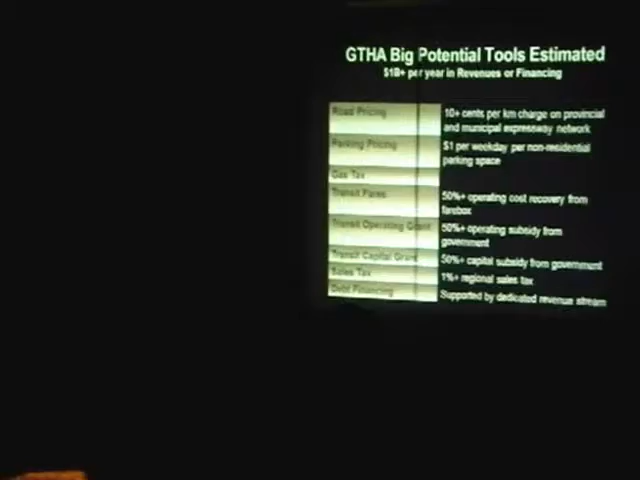 GTHA Big Potential Tools Estimated
$1B+ per year in Revenues or Financing
Road Pricing
10+ cents per km charge on provincial
and municipal expressway network
Parking Pricing
$1 per weekday per non-residential
parking space
Gas Tax
Transit Fares
50%+ operating cost recovery from
farebox
Transit Operating Grant
50%+ operating subsidy from
government
Transit Capital Grant
50%+ capital subsidy from government
Sales Tax
1%+ regional sales tax
Debt Financing
Supported by dedicated revenue stream